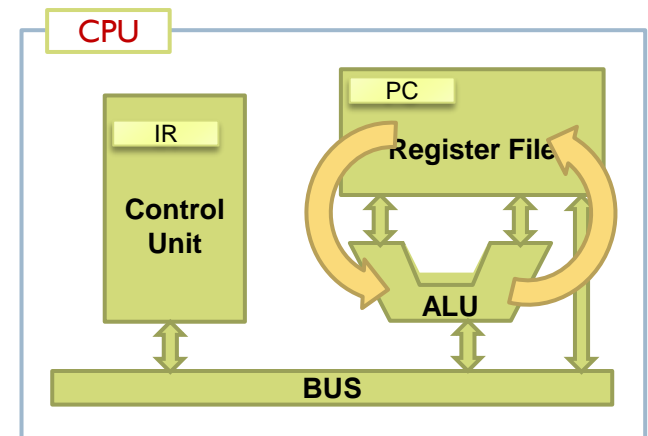 CPU
PC
IR
Register File
Control
Unit
ALU
BUS